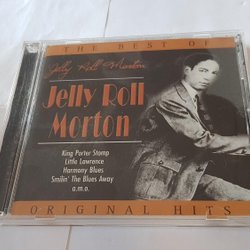 THE BEST OF
Jelly Roll Morton
Jelly Roll
Morton
King Porter Stomp
Little Lawrence
Harmony Blues
Smilin' The Blues Away
a.m.o.
ORIGINAL HITS